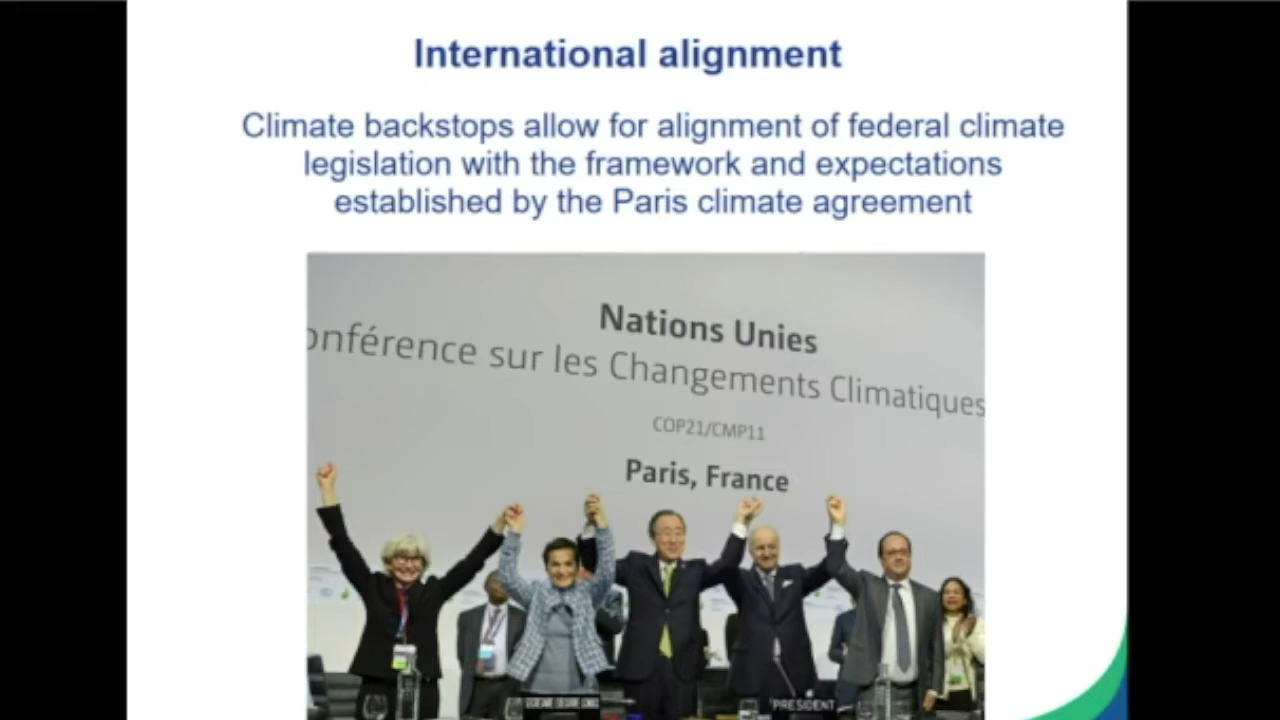 International alignment
Climate backstops allow for alignment of federal climate
legislation with the framework and expectations
established by the Paris climate agreement
Nations Unies
onférence sur les Changements Climatiques
COP21/CMP11
Paris, France
PRESIDENT